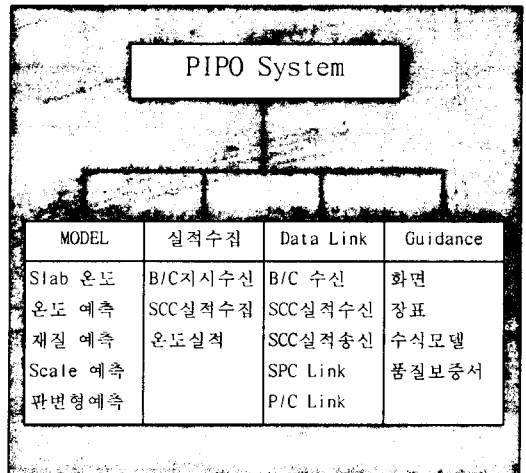 PIPO System
MODEL 실적수집 Data Link Guidance
Slab 온도 B/C지시수신 B/C 수신 화면
온도 예측 SCC실적수집 SCC실적수신 장표
재질 예측 온도실적 SCC실적송신 수식모델
Scale 예측 SPC Link 품질보증서
판변형예측 P/C Link